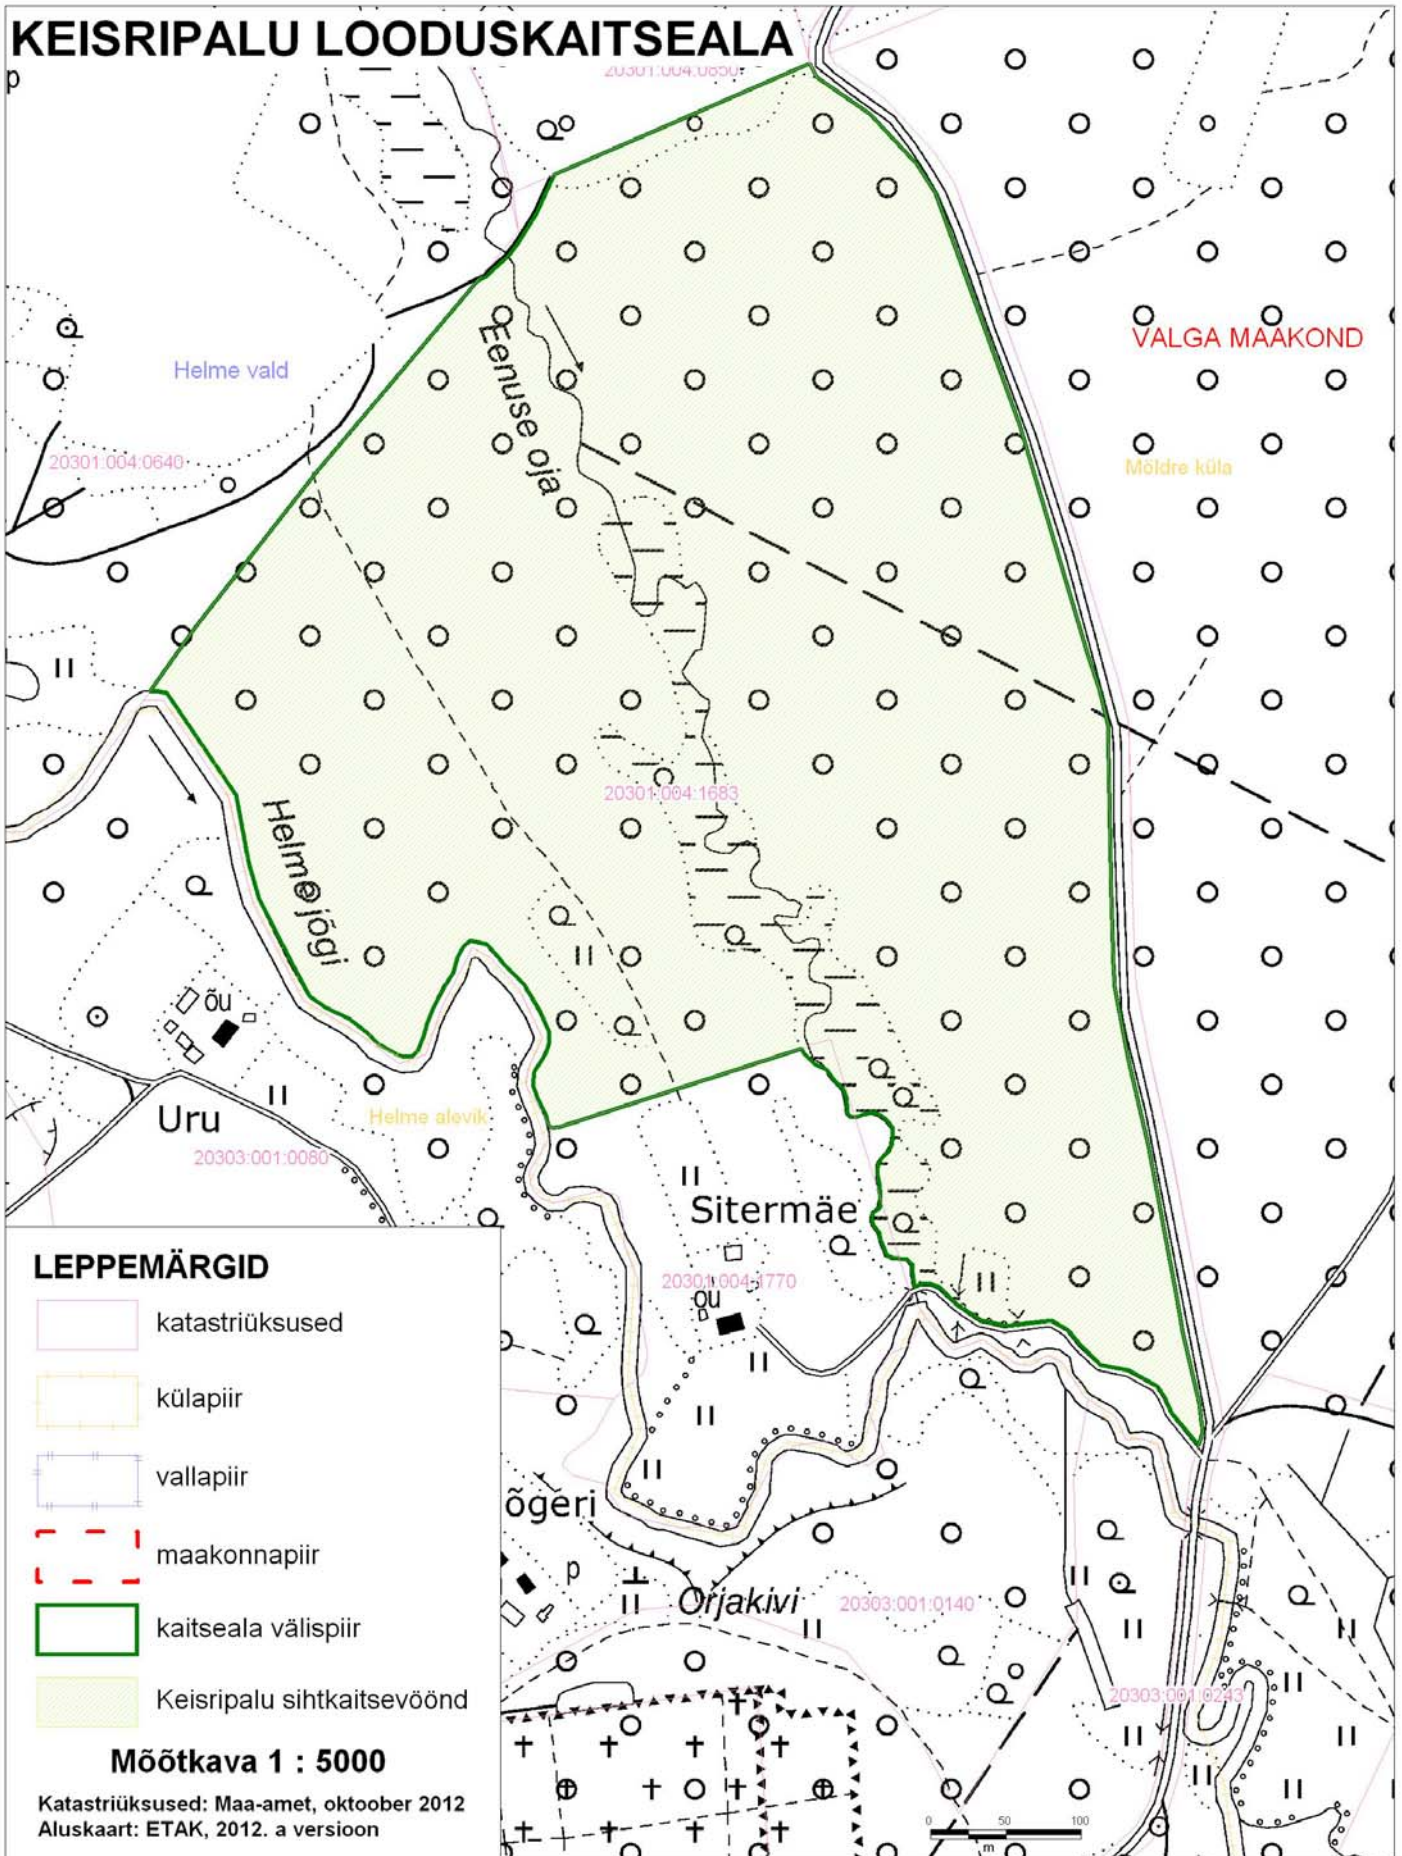 KEISRIPALU LOODUSKAITSEALA
20301:004:0850
p
VALGA MAAKOND
Helme vald
Eenuse oja
20301:004:0640
Möldre küla
20301:004:1683
Helme jõgi
õu
Uru
Helme alevik
20303:001:0080
Sitermäe
20301:004:1770
õu
õgeri
p
Orjakivi
20303:001:0140
20303:001:0243
LEPPEMÄRGID
katastriüksused
külapiir
vallapiir
maakonnapiir
kaitseala välispiir
Keisripalu sihtkaitsevöönd
Mõõtkava 1 : 5000
Katastriüksused: Maa-amet, oktoober 2012
Aluskaart: ETAK, 2012. a versioon
0 50 100
m